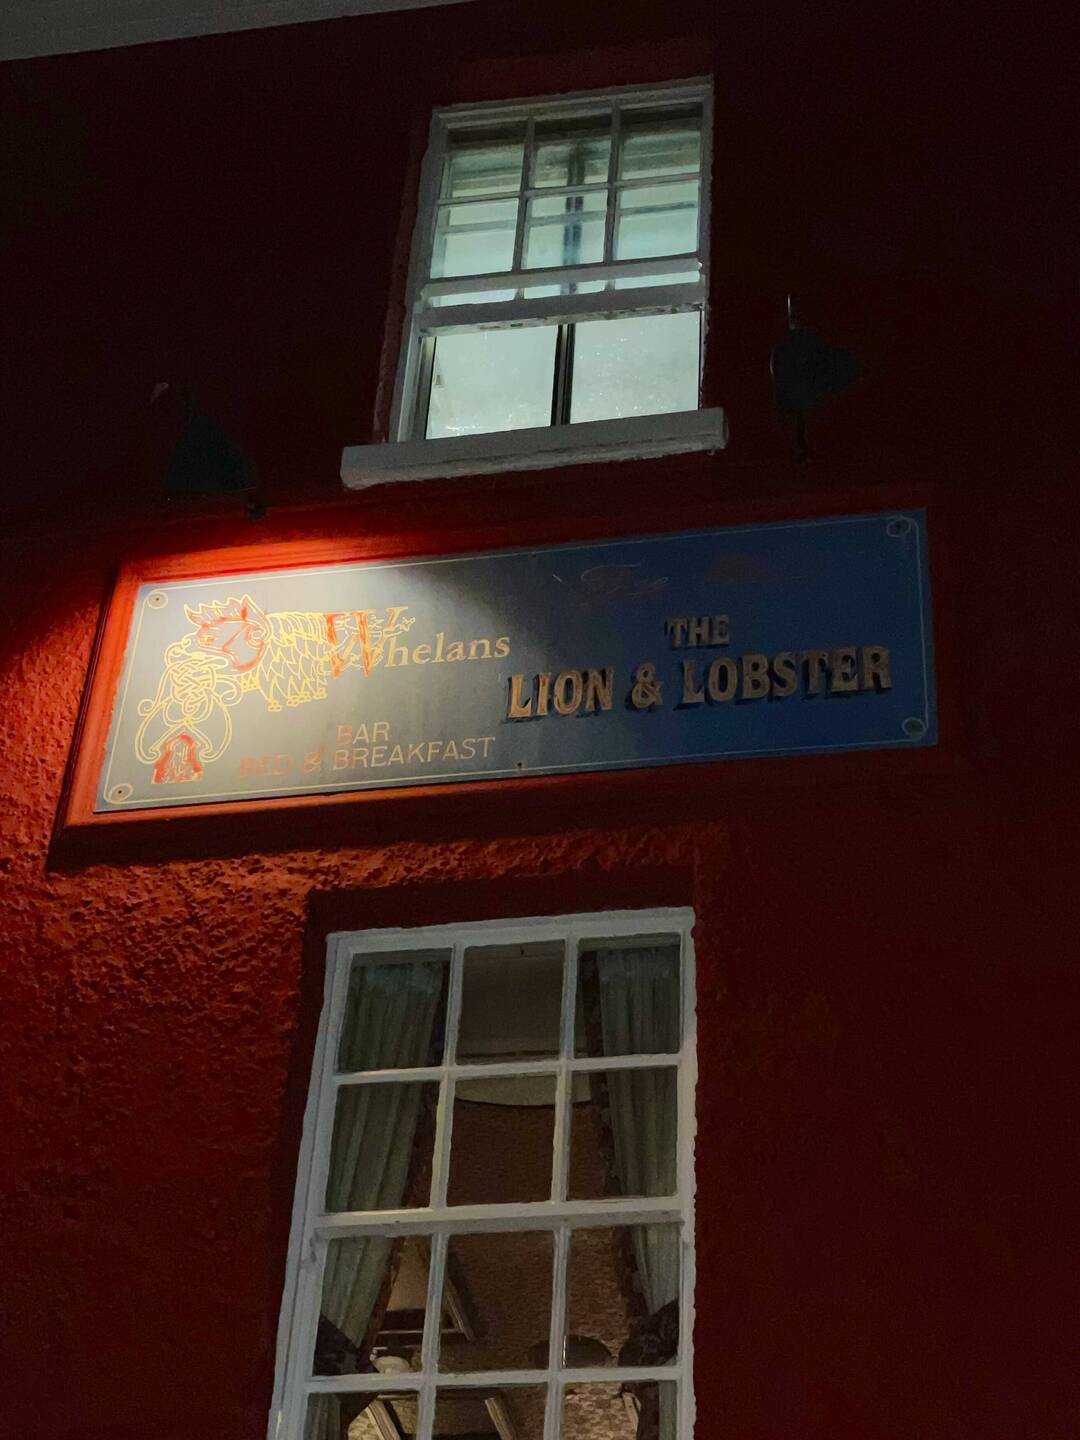 Whelans
BAR
BED & BREAKFAST
THE
LION & LOBSTER